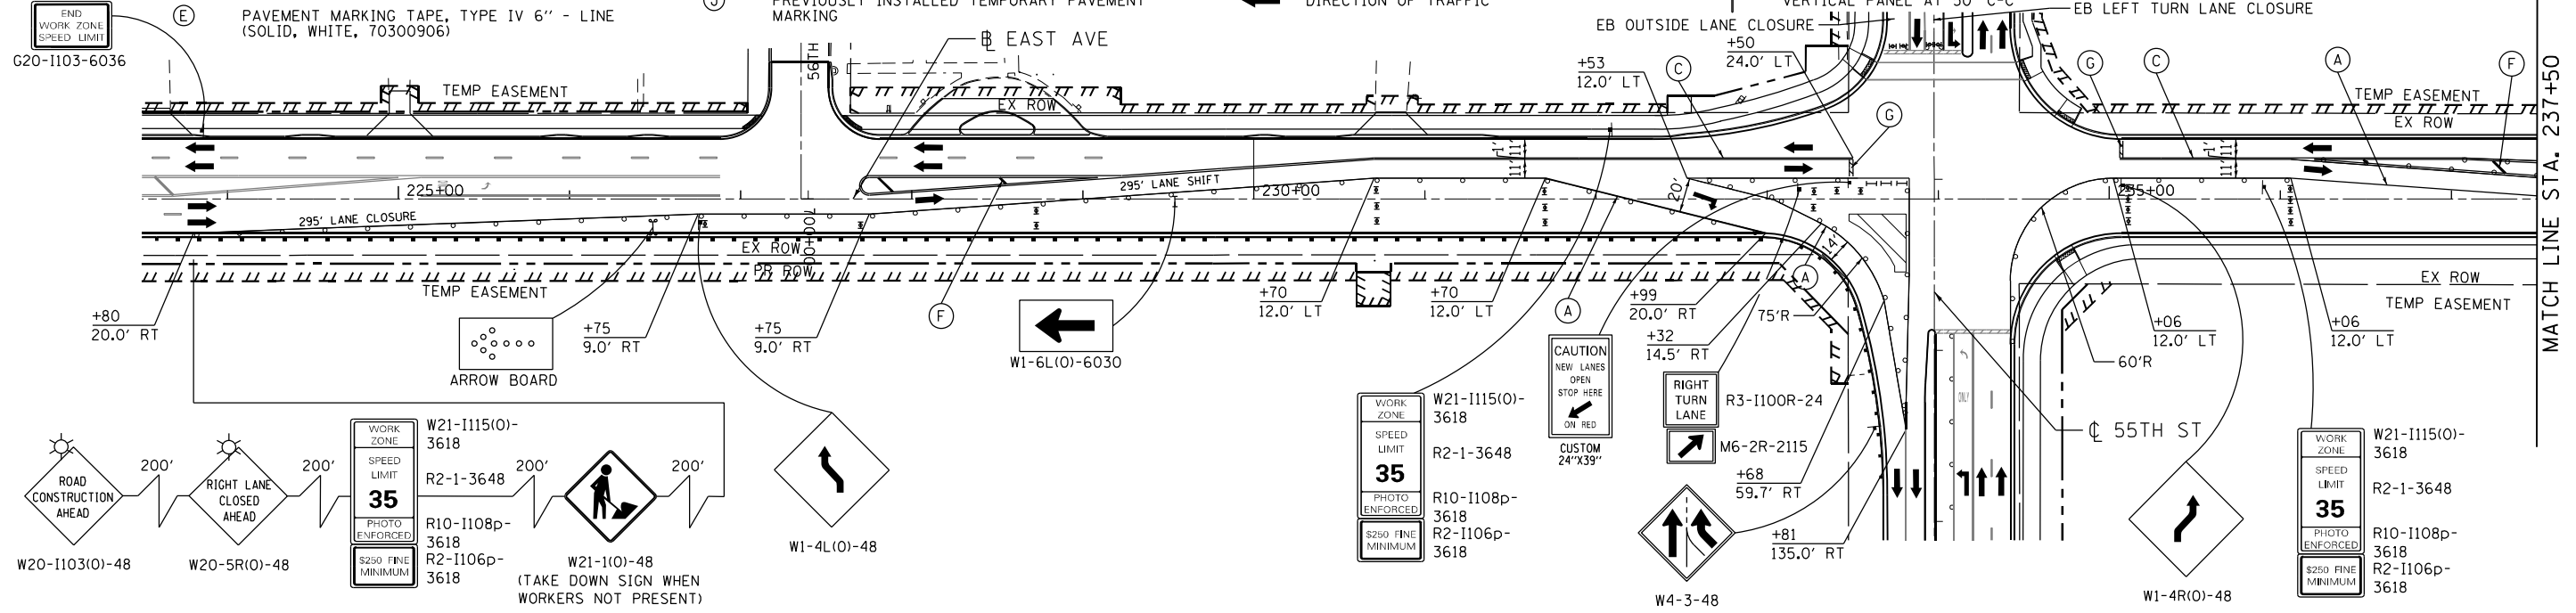 END
WORK ZONE
SPEED LIMIT
G20-I103-6036
E
PAVEMENT MARKING TAPE, TYPE IV 6" - LINE
(SOLID, WHITE, 70300906)
PREVIOUSLY INSTALLED TEMPORARY PAVEMENT
MARKING
DIRECTION OF TRAFFIC
VERTICAL PANEL AT 50' C-C
EB OUTSIDE LANE CLOSURE
EB LEFT TURN LANE CLOSURE
56TH
EAST AVE
+53
12.0' LT
+50
24.0' LT
C
G
G
C
A
F
TEMP EASEMENT
EX ROW
TEMP EASEMENT
EX ROW
MATCH LINE STA. 237+50
1'
11'
11'
1'
11'
11'
225+00
295' LANE SHIFT
230+00
20'
235+00
295' LANE CLOSURE
EX ROW
PR ROW
14'
A
TEMP EASEMENT
EX ROW
TEMP EASEMENT
+80
20.0' RT
ARROW BOARD
+75
9.0' RT
+75
9.0' RT
F
W1-6L(O)-6030
+70
12.0' LT
+70
12.0' LT
A
+99
20.0' RT
+32
14.5' RT
75'R
+06
12.0' LT
+06
12.0' LT
60'R
CAUTION
NEW LANES
OPEN
STOP HERE
ON RED
CUSTOM
24"X39"
RIGHT
TURN
LANE
R3-I100R-24
M6-2R-2115
ONLY
℄ 55TH ST
+68
59.7' RT
+81
135.0' RT
ROAD
CONSTRUCTION
AHEAD
W20-I103(O)-48
200'
RIGHT LANE
CLOSED
AHEAD
W20-5R(O)-48
200'
WORK
ZONE
SPEED
LIMIT
35
PHOTO
ENFORCED
$250 FINE
MINIMUM
W21-I115(O)-
3618
R2-1-3648
R10-I108p-
3618
R2-I106p-
3618
200'
W21-1(O)-48
(TAKE DOWN SIGN WHEN
WORKERS NOT PRESENT)
200'
W1-4L(O)-48
WORK
ZONE
SPEED
LIMIT
35
PHOTO
ENFORCED
$250 FINE
MINIMUM
W21-I115(O)-
3618
R2-1-3648
R10-I108p-
3618
R2-I106p-
3618
W4-3-48
W1-4R(O)-48
WORK
ZONE
SPEED
LIMIT
35
PHOTO
ENFORCED
$250 FINE
MINIMUM
W21-I115(O)-
3618
R2-1-3648
R10-I108p-
3618
R2-I106p-
3618